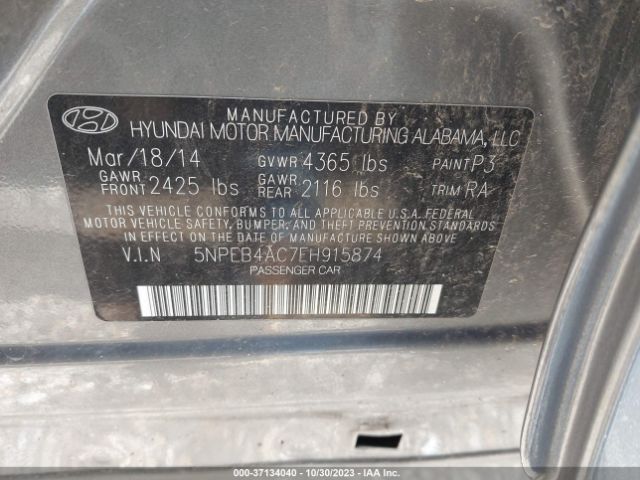 MANUFACTURED BY
HYUNDAI MOTOR MANUFACTURING ALABAMA, LLC
Mar/18/14 GVWR 4365 lbs PAINT P3
GAWR FRONT 2425 lbs GAWR REAR 2116 lbs TRIM RA
THIS VEHICLE CONFORMS TO ALL APPLICABLE U.S.A. FEDERAL
MOTOR VEHICLE SAFETY, BUMPER, AND THEFT PREVENTION STANDARDS
IN EFFECT ON THE DATE OF MANUFACTURE SHOWN ABOVE.
V.I.N 5NPEB4AC7EH915874
PASSENGER CAR
000-37134040 - 10/30/2023 - IAA Inc.